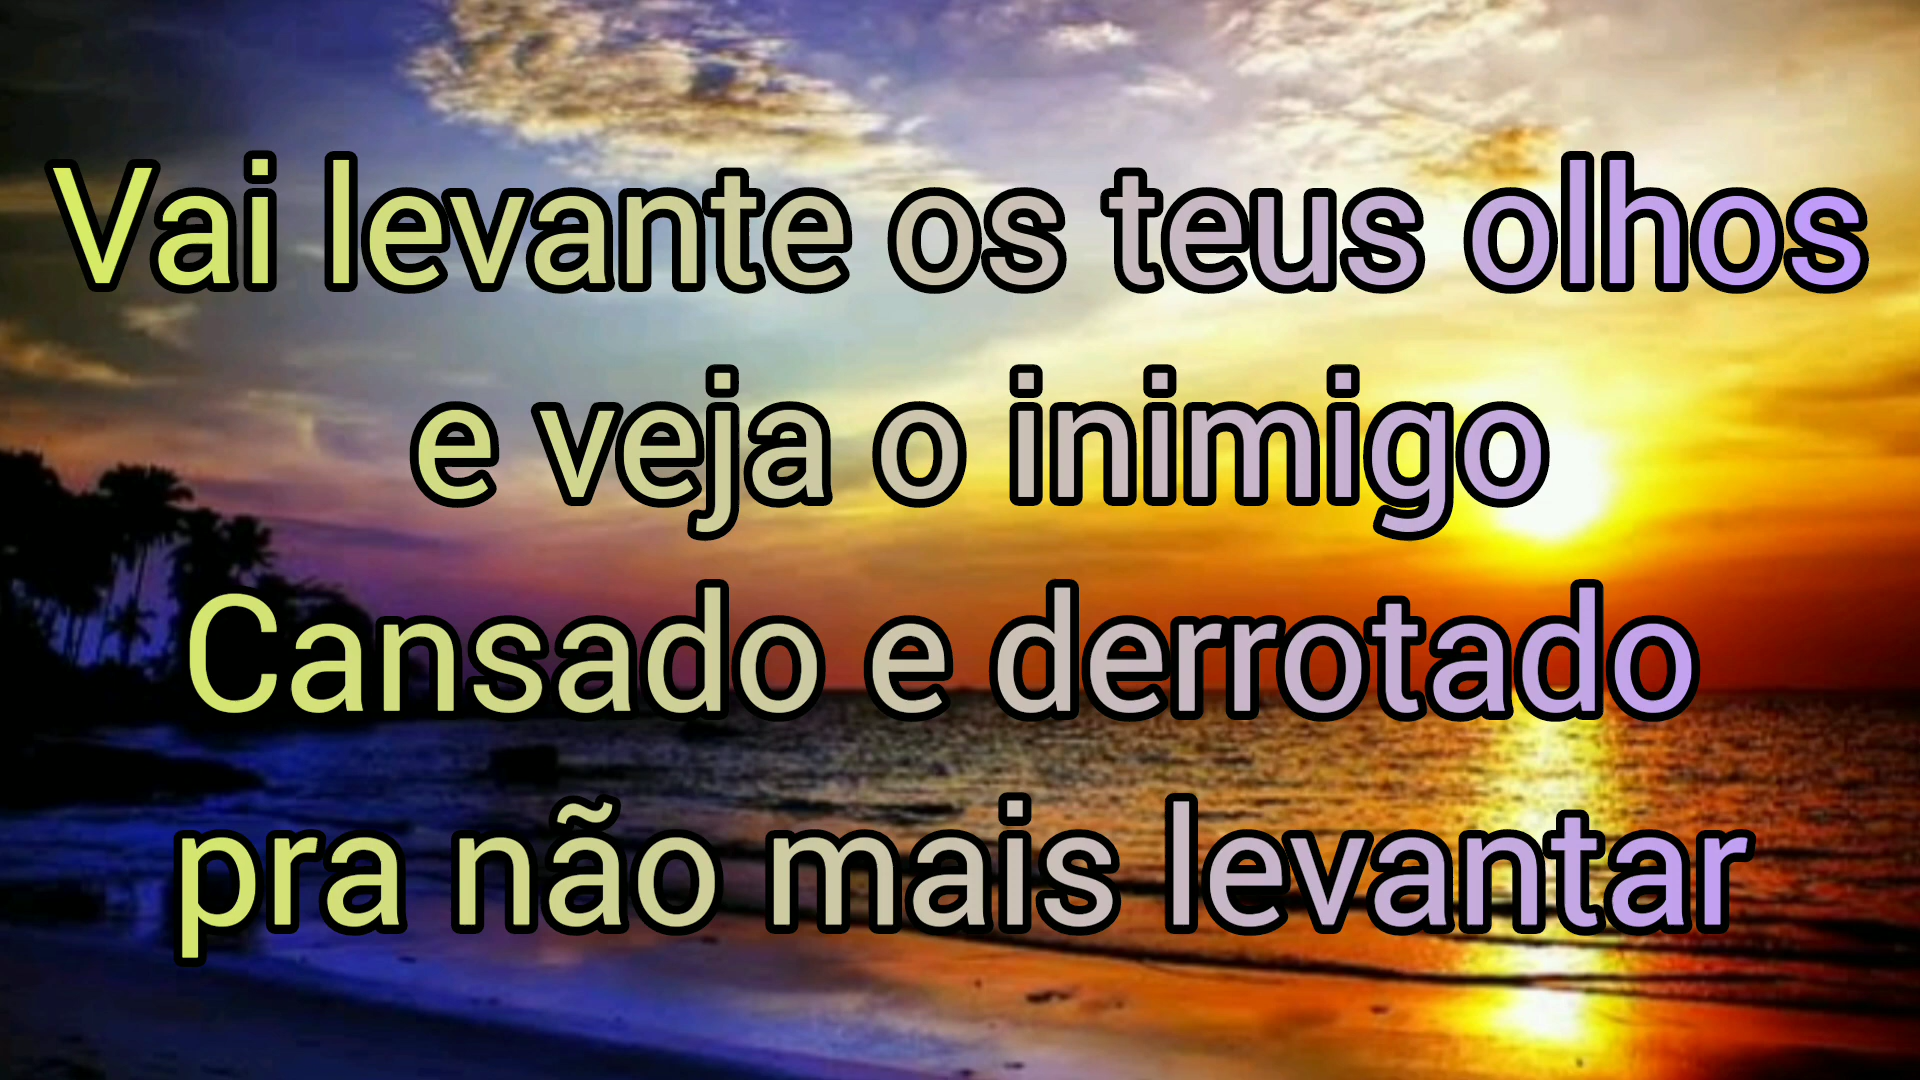 Vai levante os teus olhos
e veja o inimigo
Cansado e derrotado
pra não mais levantar